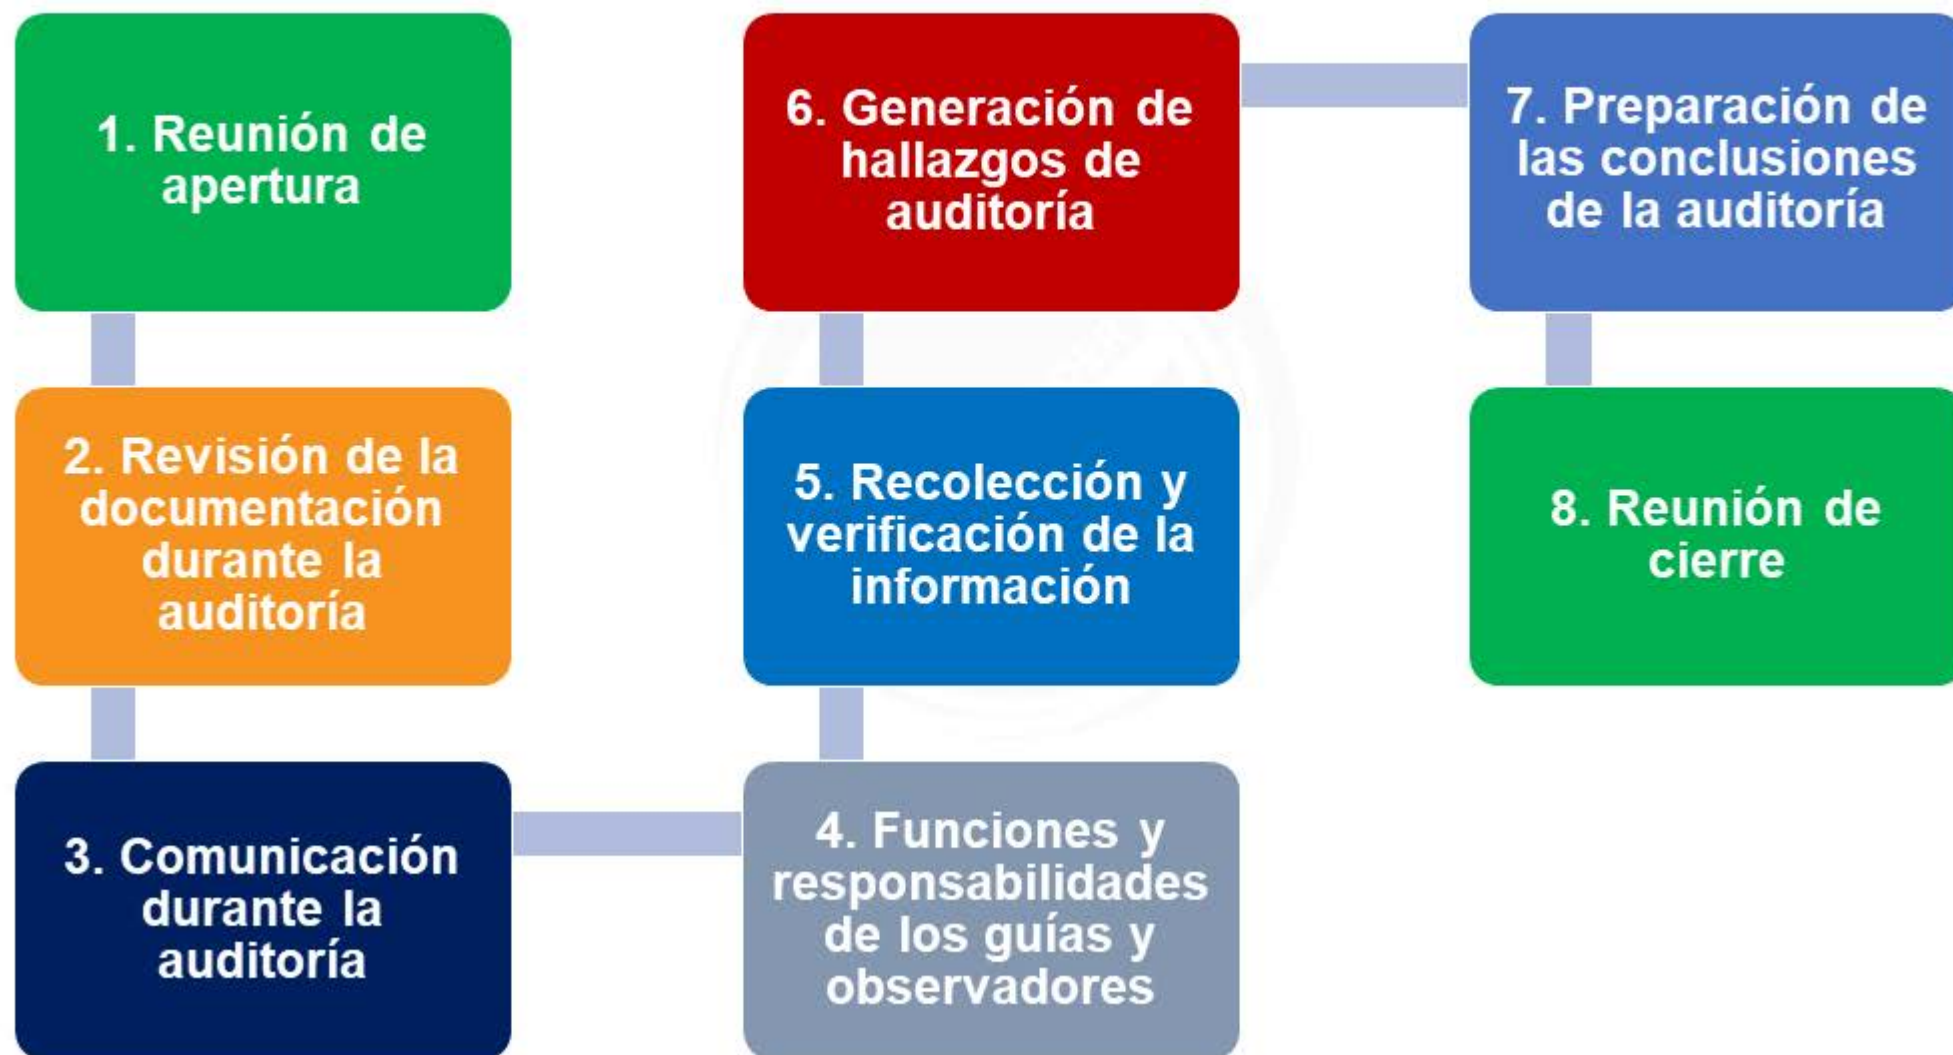 1. Reunión de
apertura
2. Revisión de la
documentación
durante la
auditoría
3. Comunicación
durante la
auditoría
4. Funciones y
responsabilidades
de los guías y
observadores
5. Recolección y
verificación de la
información
6. Generación de
hallazgos de
auditoría
7. Preparación de
las conclusiones
de la auditoría
8. Reunión de
cierre